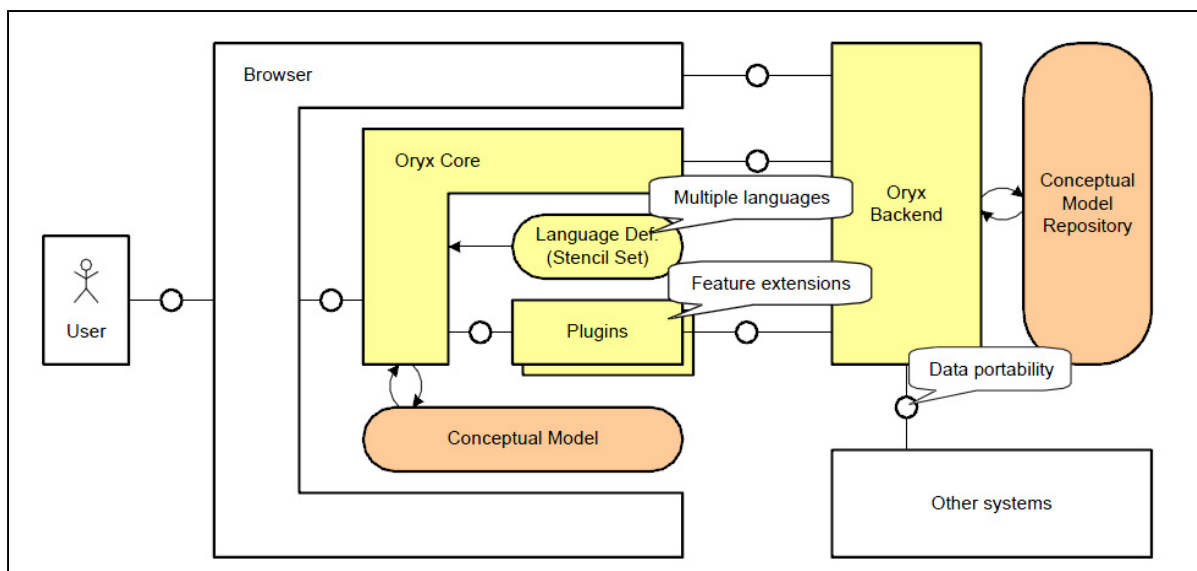 Browser
Oryx Core
Multiple languages
Language Def.
(Stencil Set)
Feature extensions
Plugins
User
Conceptual Model
Oryx
Backend
Conceptual
Model
Repository
Data portability
Other systems